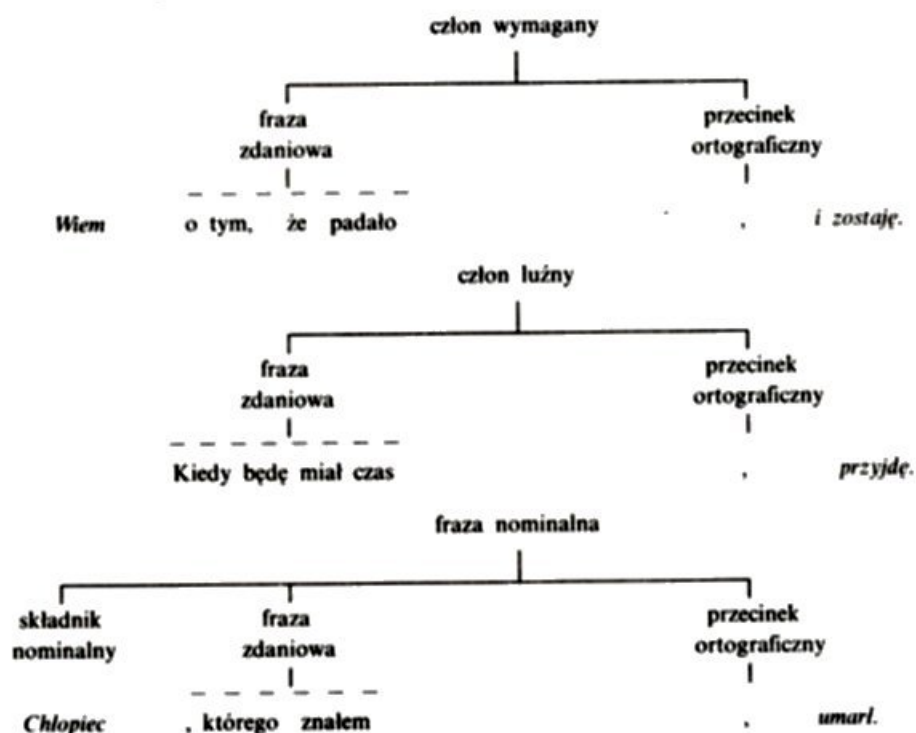 człon wymagany
fraza przecinek
zdaniowa ortograficzny
Wiem o tym, że padało , i zostaję.
człon luźny
fraza przecinek
zdaniowa ortograficzny
Kiedy będę miał czas , przyjdę.
fraza nominalna
składnik fraza przecinek
nominalny zdaniowa ortograficzny
Chłopiec , którego znałem , umarł.